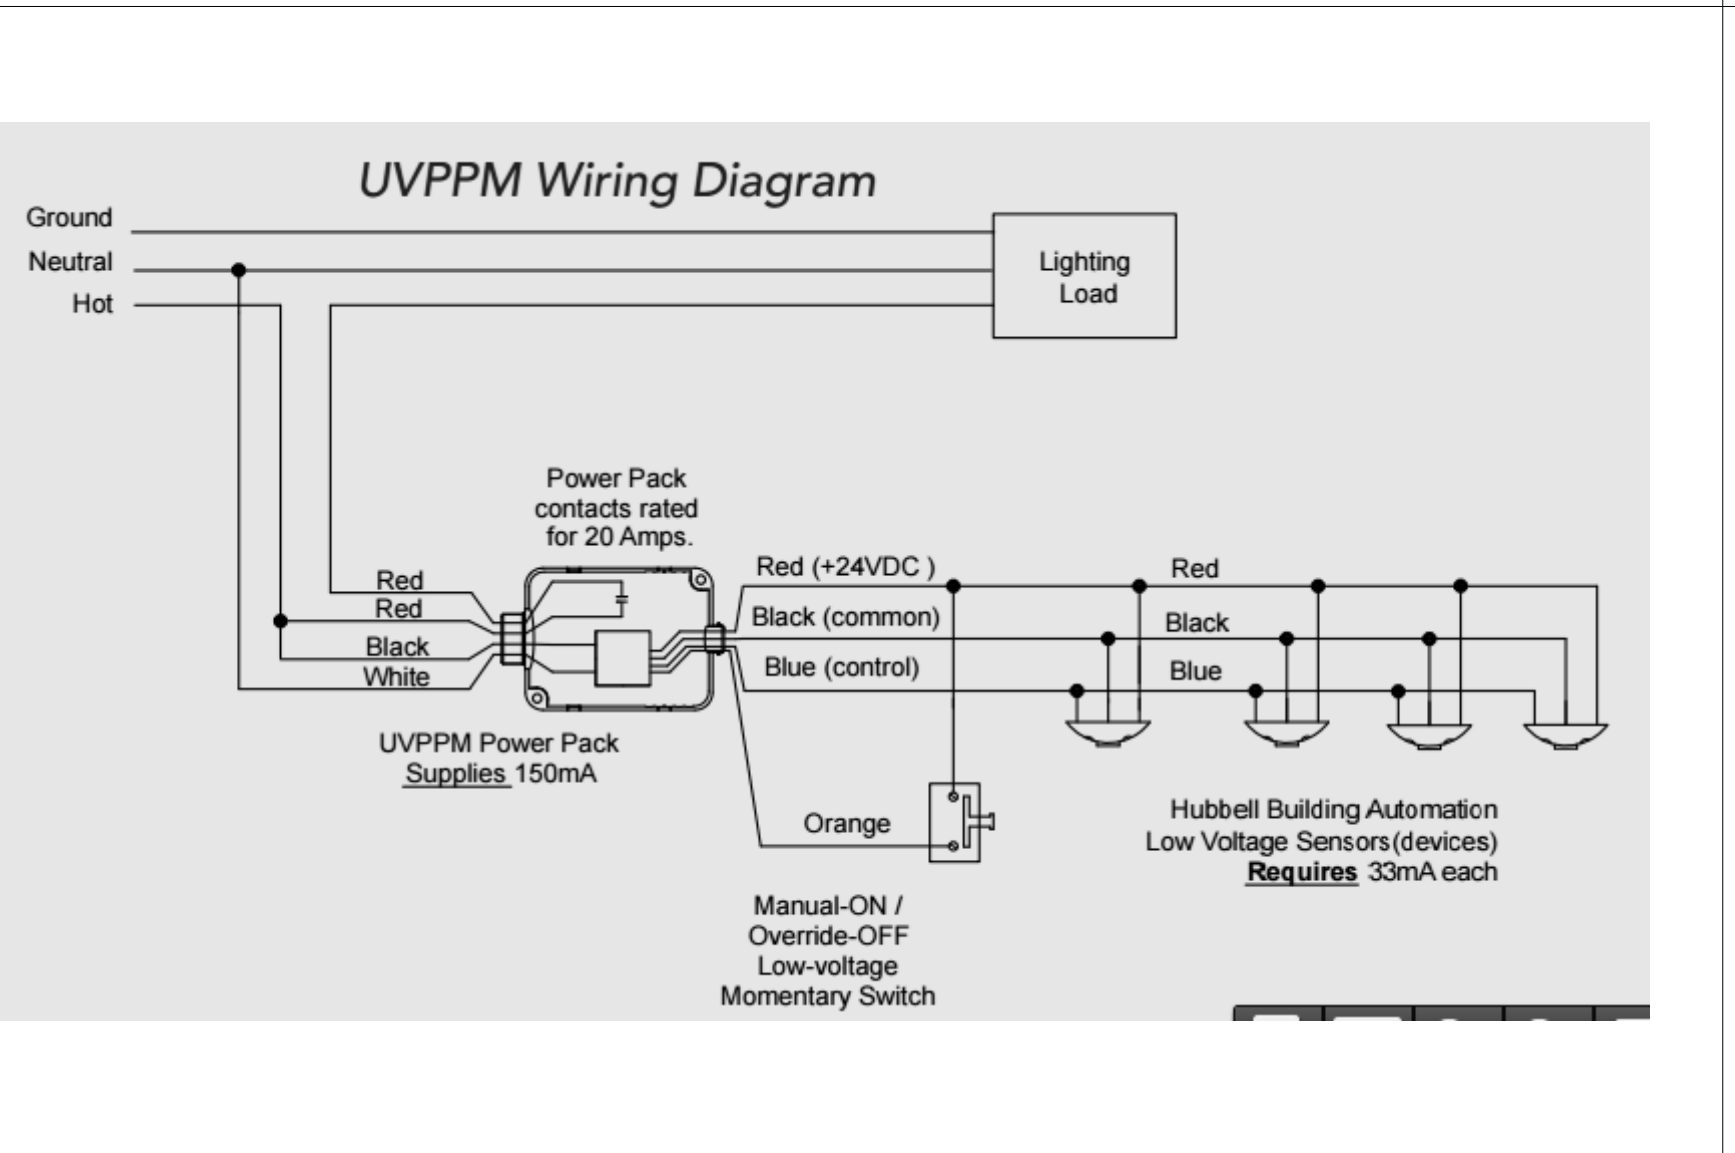 UVPPM Wiring Diagram
Ground
Neutral
Hot
Lighting
Load
Power Pack
contacts rated
for 20 Amps.
Red
Red
Black
White
UVPPM Power Pack
Supplies 150mA
Red (+24VDC )
Black (common)
Blue (control)
Orange
Red
Black
Blue
Manual-ON /
Override-OFF
Low-voltage
Momentary Switch
Hubbell Building Automation
Low Voltage Sensors(devices)
Requires 33mA each